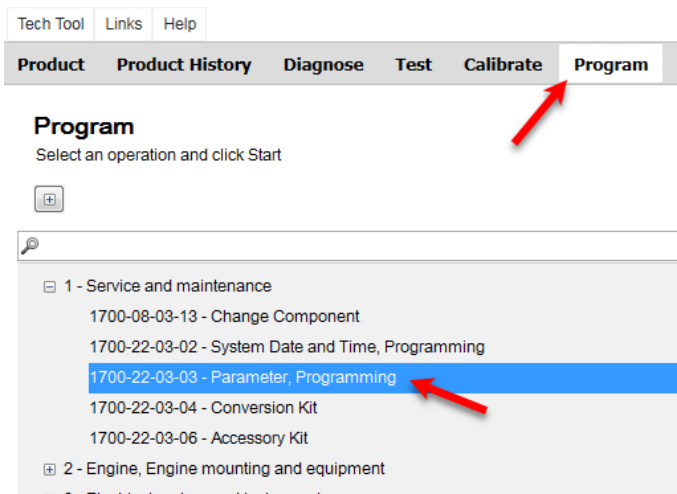 Tech Tool Links Help
Product Product History Diagnose Test Calibrate Program
Program
Select an operation and click Start
1 - Service and maintenance
1700-08-03-13 - Change Component
1700-22-03-02 - System Date and Time, Programming
1700-22-03-03 - Parameter, Programming
1700-22-03-04 - Conversion Kit
1700-22-03-06 - Accessory Kit
2 - Engine, Engine mounting and equipment